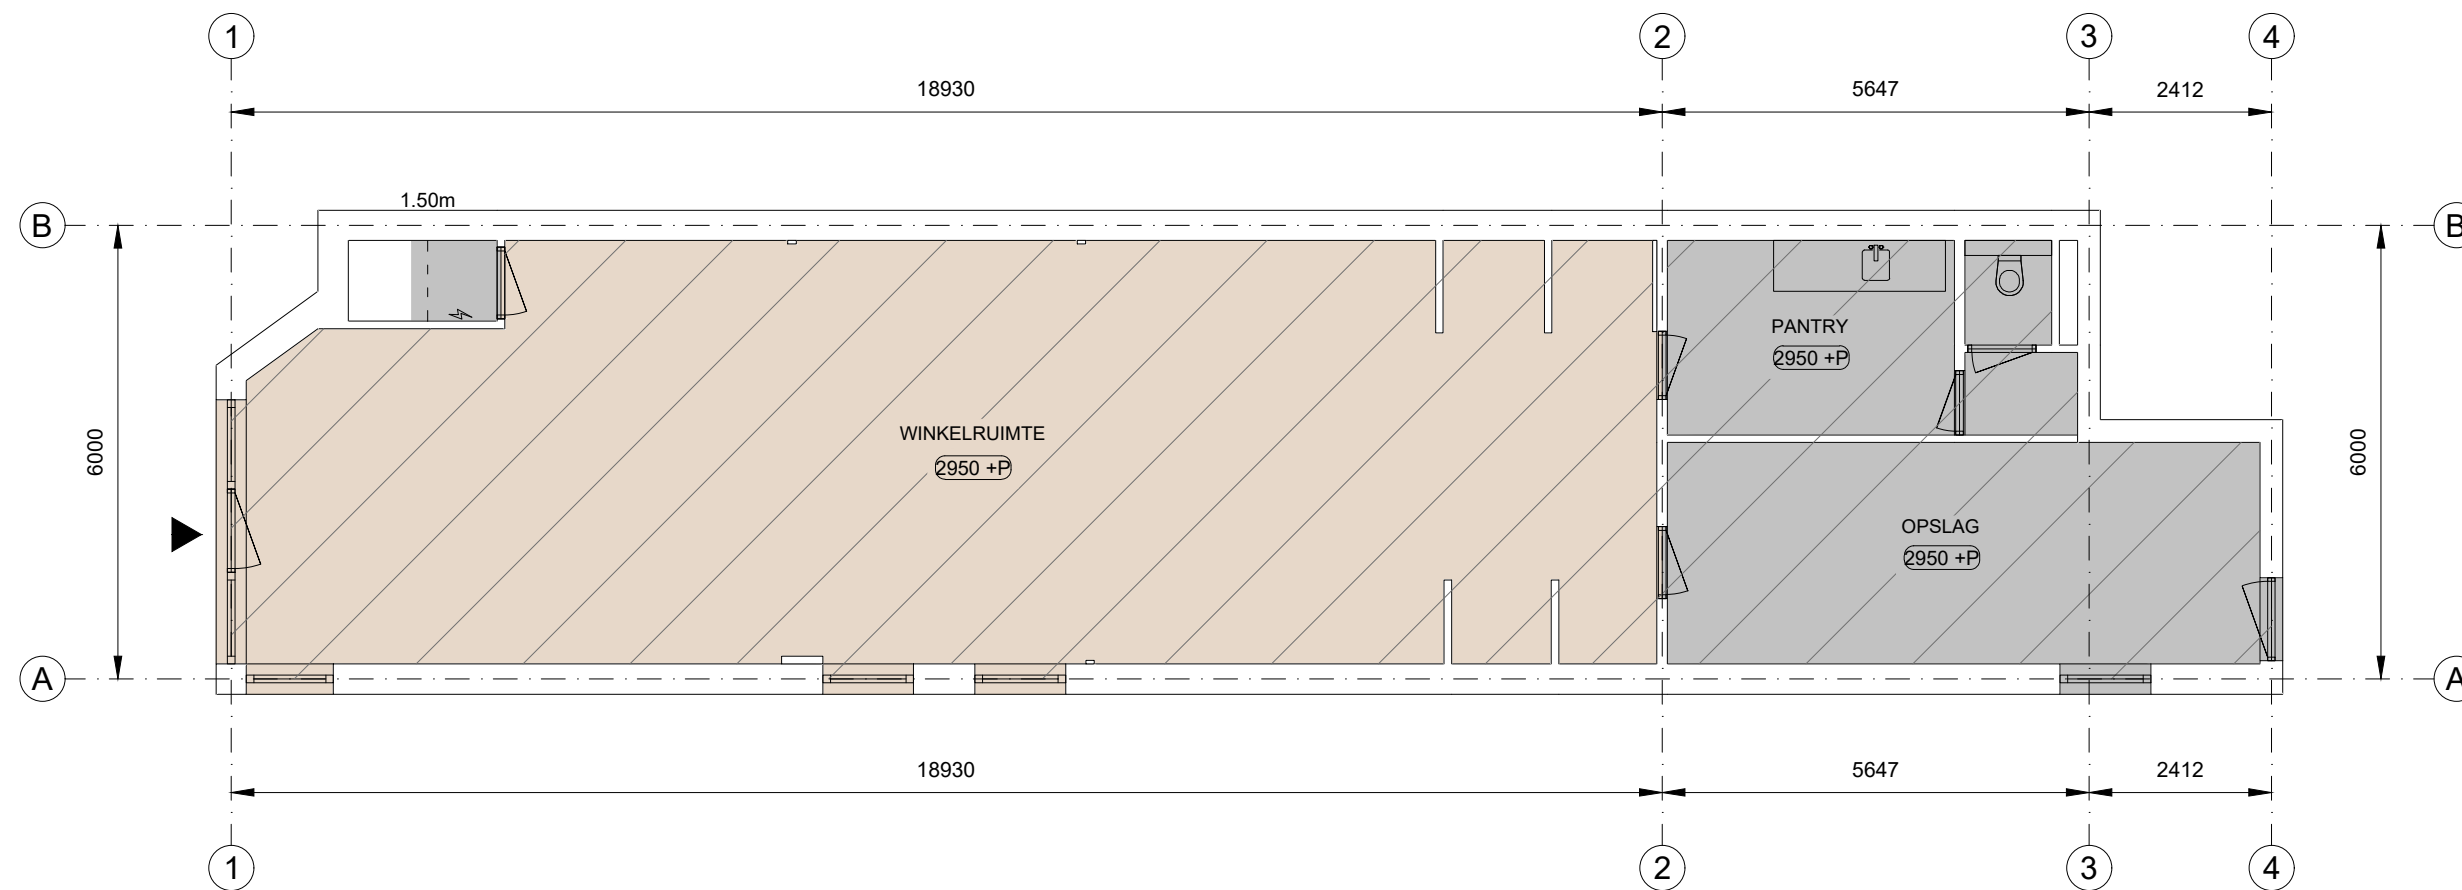 1 2 3 4
18930 5647 2412
1.50m
B B
PANTRY
2950 +P
6000 WINKELRUIMTE 6000
2950 +P
OPSLAG
2950 +P
A A
18930 5647 2412
1 2 3 4